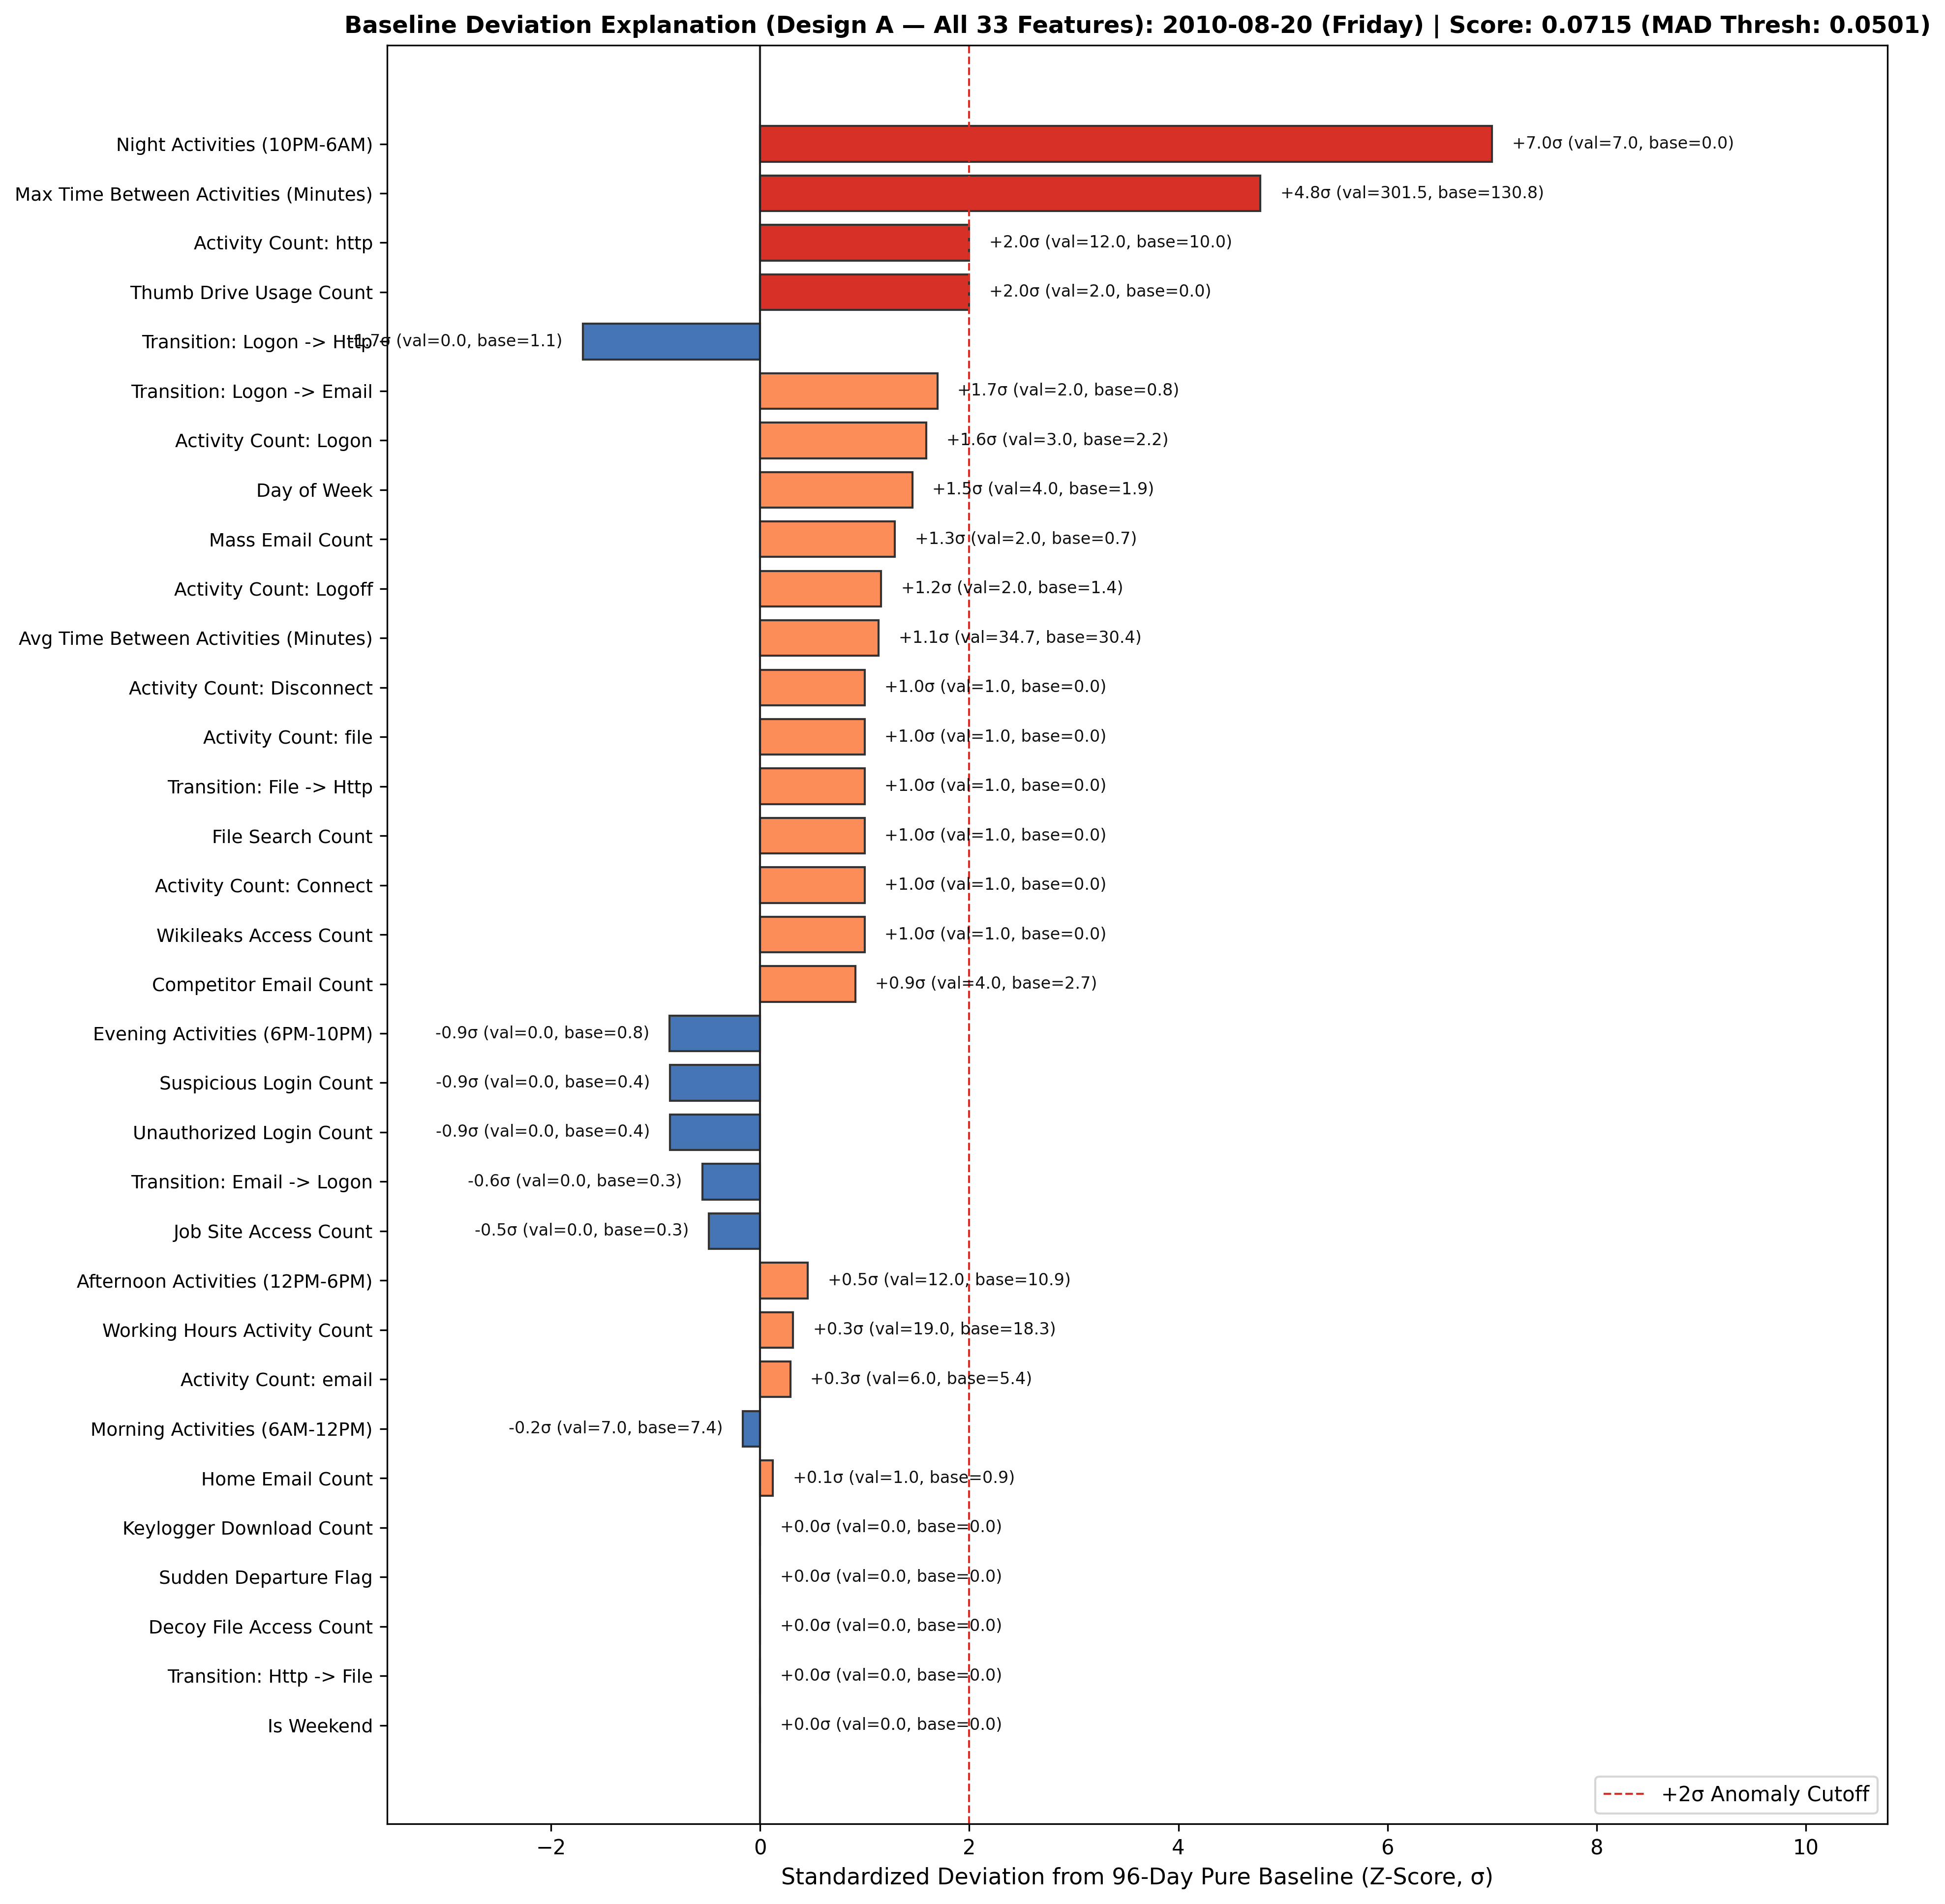 Baseline Deviation Explanation (Design A — All 33 Features): 2010-08-20 (Friday) | Score: 0.0715 (MAD Thresh: 0.0501)
Night Activities (10PM-6AM) +7.0σ (val=7.0, base=0.0)
Max Time Between Activities (Minutes) +4.8σ (val=301.5, base=130.8)
Activity Count: http +2.0σ (val=12.0, base=10.0)
Thumb Drive Usage Count +2.0σ (val=2.0, base=0.0)
Transition: Logon -> Http -1.7σ (val=0.0, base=1.1)
Transition: Logon -> Email +1.7σ (val=2.0, base=0.8)
Activity Count: Logon +1.6σ (val=3.0, base=2.2)
Day of Week +1.5σ (val=4.0, base=1.9)
Mass Email Count +1.3σ (val=2.0, base=0.7)
Activity Count: Logoff +1.2σ (val=2.0, base=1.4)
Avg Time Between Activities (Minutes) +1.1σ (val=34.7, base=30.4)
Activity Count: Disconnect +1.0σ (val=1.0, base=0.0)
Activity Count: file +1.0σ (val=1.0, base=0.0)
Transition: File -> Http +1.0σ (val=1.0, base=0.0)
File Search Count +1.0σ (val=1.0, base=0.0)
Activity Count: Connect +1.0σ (val=1.0, base=0.0)
Wikileaks Access Count +1.0σ (val=1.0, base=0.0)
Competitor Email Count +0.9σ (val=4.0, base=2.7)
Evening Activities (6PM-10PM) -0.9σ (val=0.0, base=0.8)
Suspicious Login Count -0.9σ (val=0.0, base=0.4)
Unauthorized Login Count -0.9σ (val=0.0, base=0.4)
Transition: Email -> Logon -0.6σ (val=0.0, base=0.3)
Job Site Access Count -0.5σ (val=0.0, base=0.3)
Afternoon Activities (12PM-6PM) +0.5σ (val=12.0, base=10.9)
Working Hours Activity Count +0.3σ (val=19.0, base=18.3)
Activity Count: email +0.3σ (val=6.0, base=5.4)
Morning Activities (6AM-12PM) -0.2σ (val=7.0, base=7.4)
Home Email Count +0.1σ (val=1.0, base=0.9)
Keylogger Download Count +0.0σ (val=0.0, base=0.0)
Sudden Departure Flag +0.0σ (val=0.0, base=0.0)
Decoy File Access Count +0.0σ (val=0.0, base=0.0)
Transition: Http -> File +0.0σ (val=0.0, base=0.0)
Is Weekend +0.0σ (val=0.0, base=0.0)
+2σ Anomaly Cutoff
−2 0 2 4 6 8 10
Standardized Deviation from 96-Day Pure Baseline (Z-Score, σ)